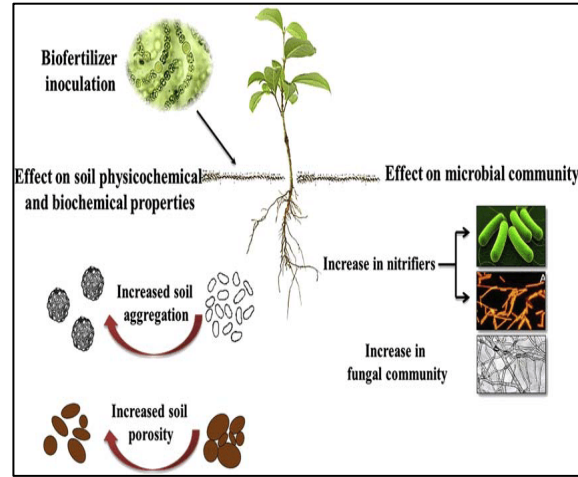 Biofertilizer
inoculation
Effect on soil physicochemical
and biochemical properties
Effect on microbial community
Increase in nitrifiers
A
Increased soil
aggregation
Increase in
fungal community
Increased soil
porosity